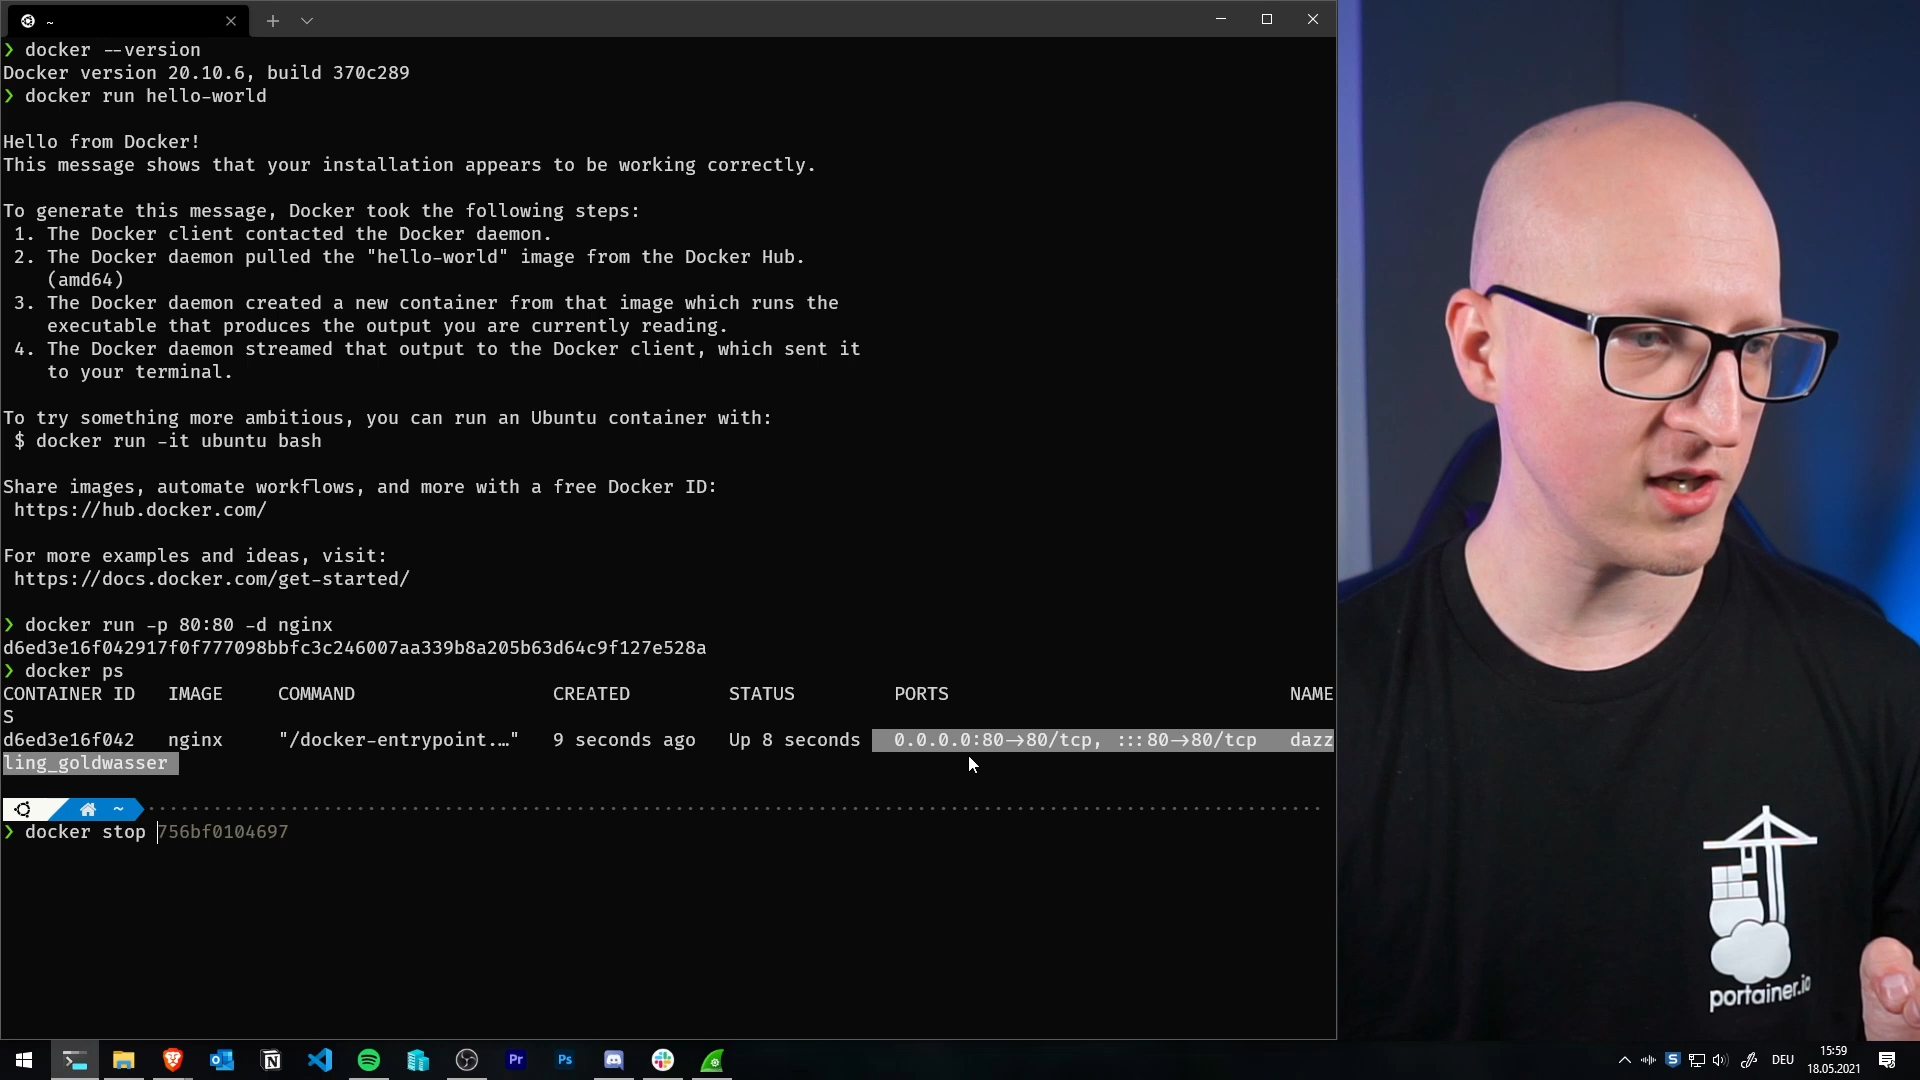 ~
❯ docker --version
Docker version 20.10.6, build 370c289
❯ docker run hello-world
Hello from Docker!
This message shows that your installation appears to be working correctly.
To generate this message, Docker took the following steps:
1. The Docker client contacted the Docker daemon.
2. The Docker daemon pulled the "hello-world" image from the Docker Hub.
(amd64)
3. The Docker daemon created a new container from that image which runs the
executable that produces the output you are currently reading.
4. The Docker daemon streamed that output to the Docker client, which sent it
to your terminal.
To try something more ambitious, you can run an Ubuntu container with:
$ docker run -it ubuntu bash
Share images, automate workflows, and more with a free Docker ID:
https://hub.docker.com/
For more examples and ideas, visit:
https://docs.docker.com/get-started/
❯ docker run -p 80:80 -d nginx
d6ed3e16f042917f0f777098bbfc3c246007aa339b8a205b63d64c9f127e528a
❯ docker ps
CONTAINER ID IMAGE COMMAND CREATED STATUS PORTS NAME
S
d6ed3e16f042 nginx "/docker-entrypoint.…" 9 seconds ago Up 8 seconds 0.0.0.0:80->80/tcp, :::80->80/tcp dazz
ling_goldwasser
~
❯ docker stop 756bf0104697
portainer.io
Pr
Ps
S
DEU
15:59
18.05.2021